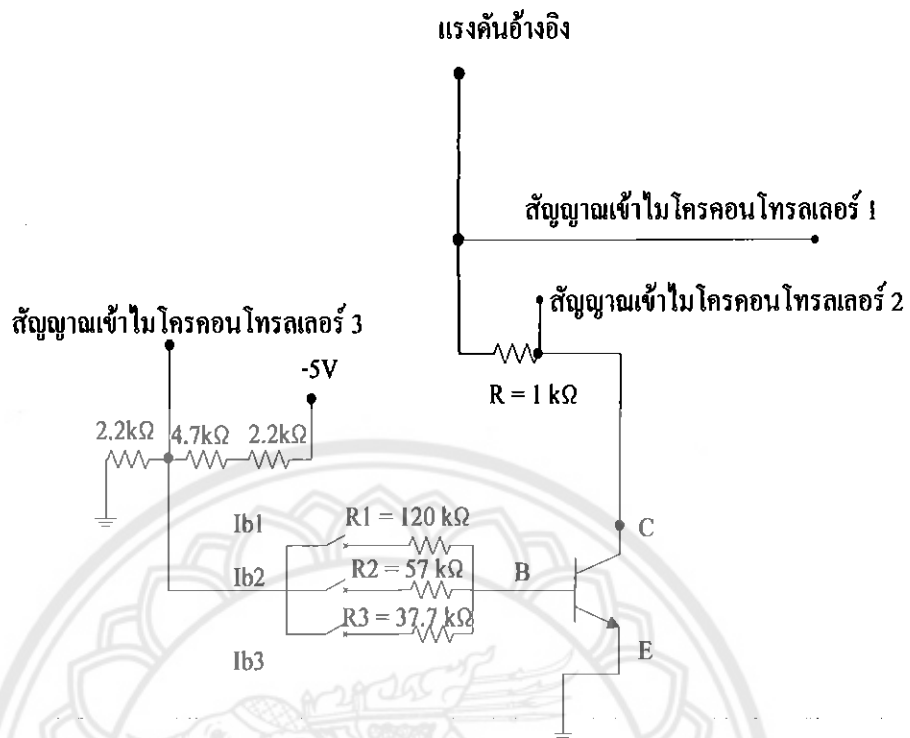 แรงดันอ้างอิง
สัญญาณเข้าไมโครคอนโทรลเลอร์ 1
สัญญาณเข้าไมโครคอนโทรลเลอร์ 2
สัญญาณเข้าไมโครคอนโทรลเลอร์ 3
-5V
R = 1 kΩ
2.2kΩ 4.7kΩ 2.2kΩ
Ib1 R1 = 120 kΩ
C
Ib2 R2 = 57 kΩ B
R3 = 37.7 kΩ
Ib3 E